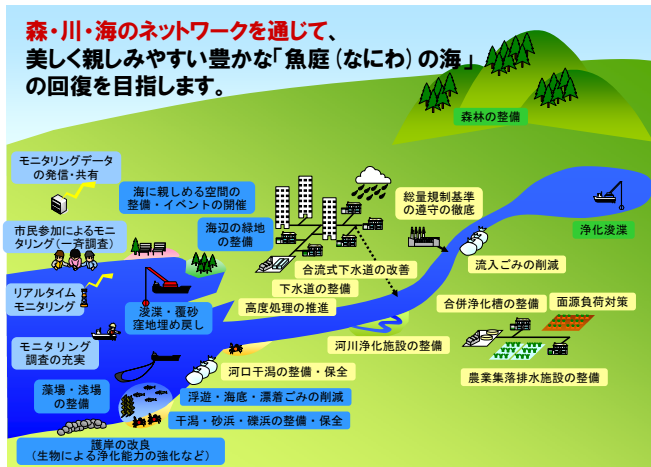 森・川・海のネットワークを通じて、
美しく親しみやすい豊かな「魚庭(なにわ)の海」
の回復を目指します。
森林の整備
モニタリングデータ
の発信・共有
海に親しめる空間の
整備・イベントの開催
総量規制基準
の遵守の徹底
市民参加によるモニ
タリング(一斉調査)
海辺の緑地
の整備
浄化浚渫
合流式下水道の改善
流入ごみの削減
下水道の整備
リアルタイム
モニタリング
浚渫・覆砂
窪地埋め戻し
高度処理の推進
合併浄化槽の整備
面源負荷対策
モニタリング
調査の充実
河川浄化施設の整備
河口干潟の整備・保全
農業集落排水施設の整備
藻場・浅場
の整備
浮遊・海底・漂着ごみの削減
干潟・砂浜・磯浜の整備・保全
護岸の改良
(生物による浄化能力の強化など)